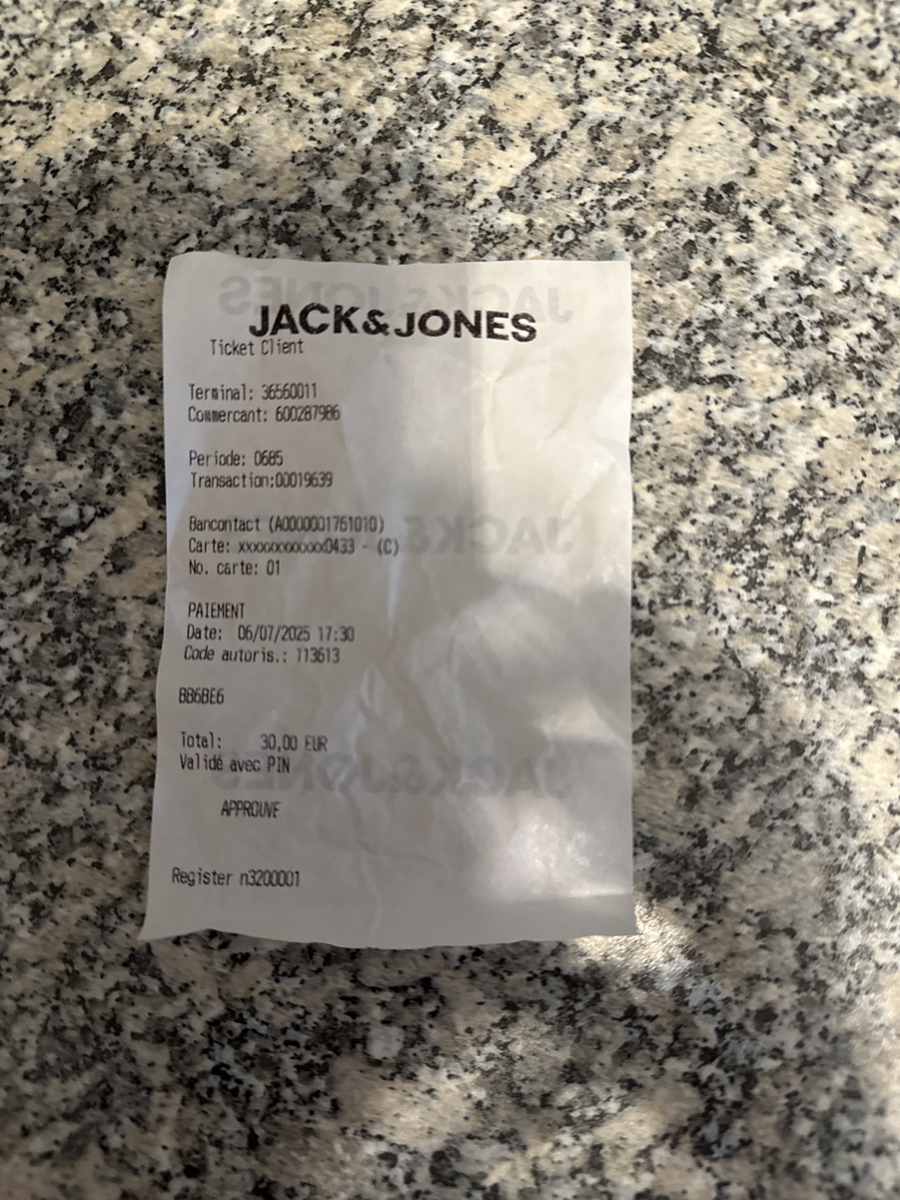 JACK&JONES
Ticket Client
Terminal: 36560011
Commercant: 600287986
Periode: 0685
Transaction:00019639
Bancontact (A0000001761010)
Carte: xxxxxxxxxxxx0433 - (C)
No. carte: 01
PAIEMENT
Date: 06/07/2025 17:30
Code autoris.: 113613
BB6BE6
Total: 30,00 EUR
Validé avec PIN
APPROUVE
Register n3200001